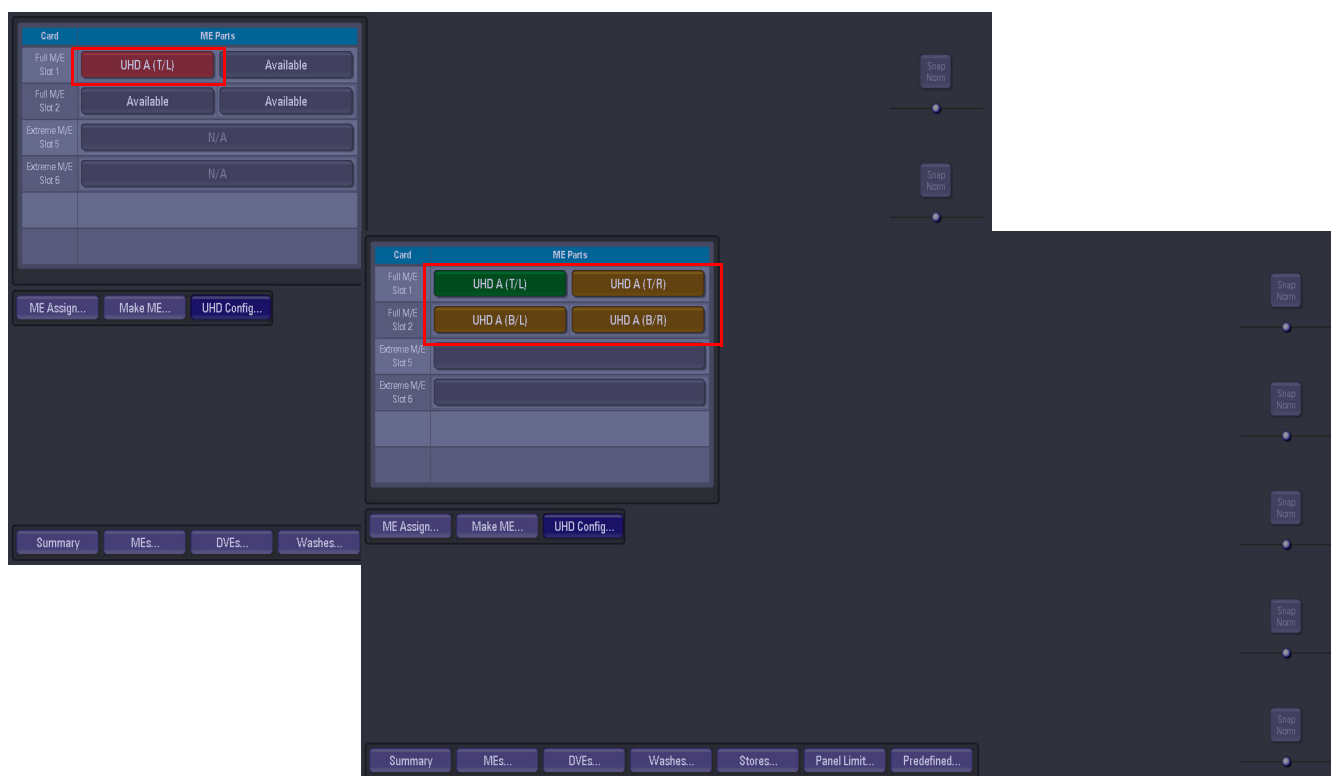 Card ME Parts
Full M/E
Slot 1
UHD A (T/L) Available
Full M/E
Slot 2
Available Available
Extreme M/E
Slot 5
N/A
Extreme M/E
Slot 6
N/A
ME Assign... Make ME... UHD Config...
Summary MEs... DVEs... Washes...
Snap
Norm
Snap
Norm
Card ME Parts
Full M/E
Slot 1
UHD A (T/L) UHD A (T/R)
Full M/E
Slot 2
UHD A (B/L) UHD A (B/R)
Extreme M/E
Slot 5
Extreme M/E
Slot 6
ME Assign... Make ME... UHD Config...
Snap
Norm
Snap
Norm
Snap
Norm
Snap
Norm
Snap
Norm
Summary MEs... DVEs... Washes... Stores... Panel Limit... Predefined...